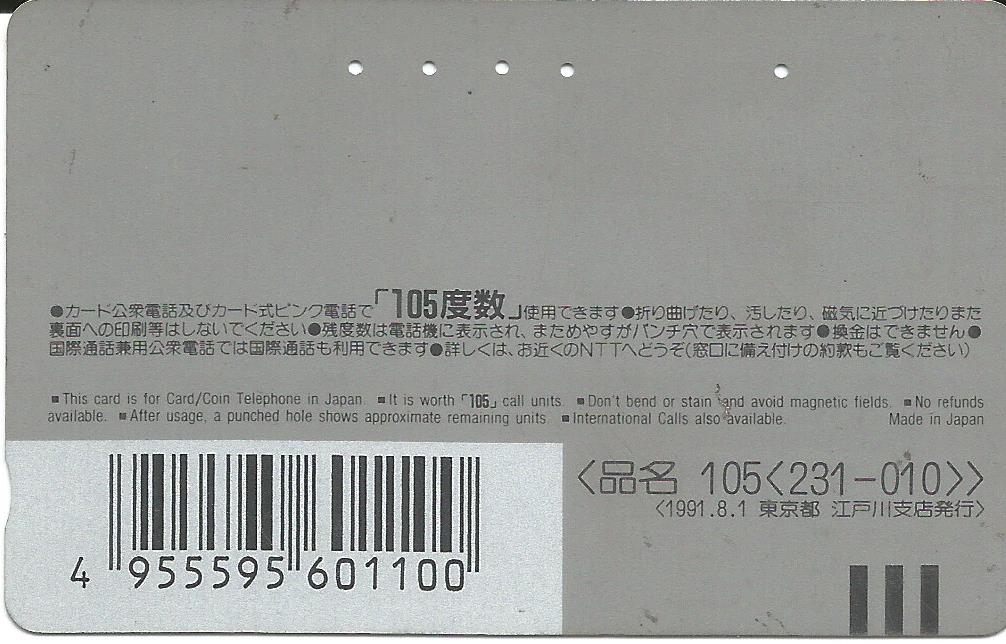 ●カード公衆電話及びカード式ピンク電話で「105度数」使用できます●折り曲げたり、汚したり、磁気に近づけたりまた
裏面への印刷等はしないでください●残度数は電話機に表示され、まためやすがパンチ穴で表示されます●換金はできません●
国際通話兼用公衆電話では国際通話も利用できます●詳しくは、お近くのNTTへどうぞ(窓口に備え付けの約款もご覧ください)
■This card is for Card/Coin Telephone in Japan. ■It is worth「105」call units. ■Don't bend or stain and avoid magnetic fields. ■No refunds
available. ■After usage, a punched hole shows approximate remaining units. ■International Calls also available. Made in Japan
<品名 105<231-010>>
<1991.8.1 東京都 江戸川支店発行>
4 955595 601100